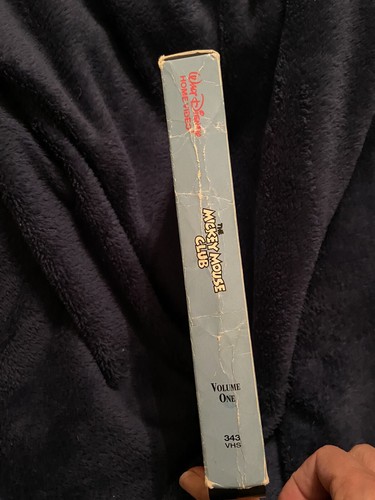 WALT DISNEY
HOME VIDEO
THE
MICKEY MOUSE
CLUB
VOLUME
ONE
343
VHS